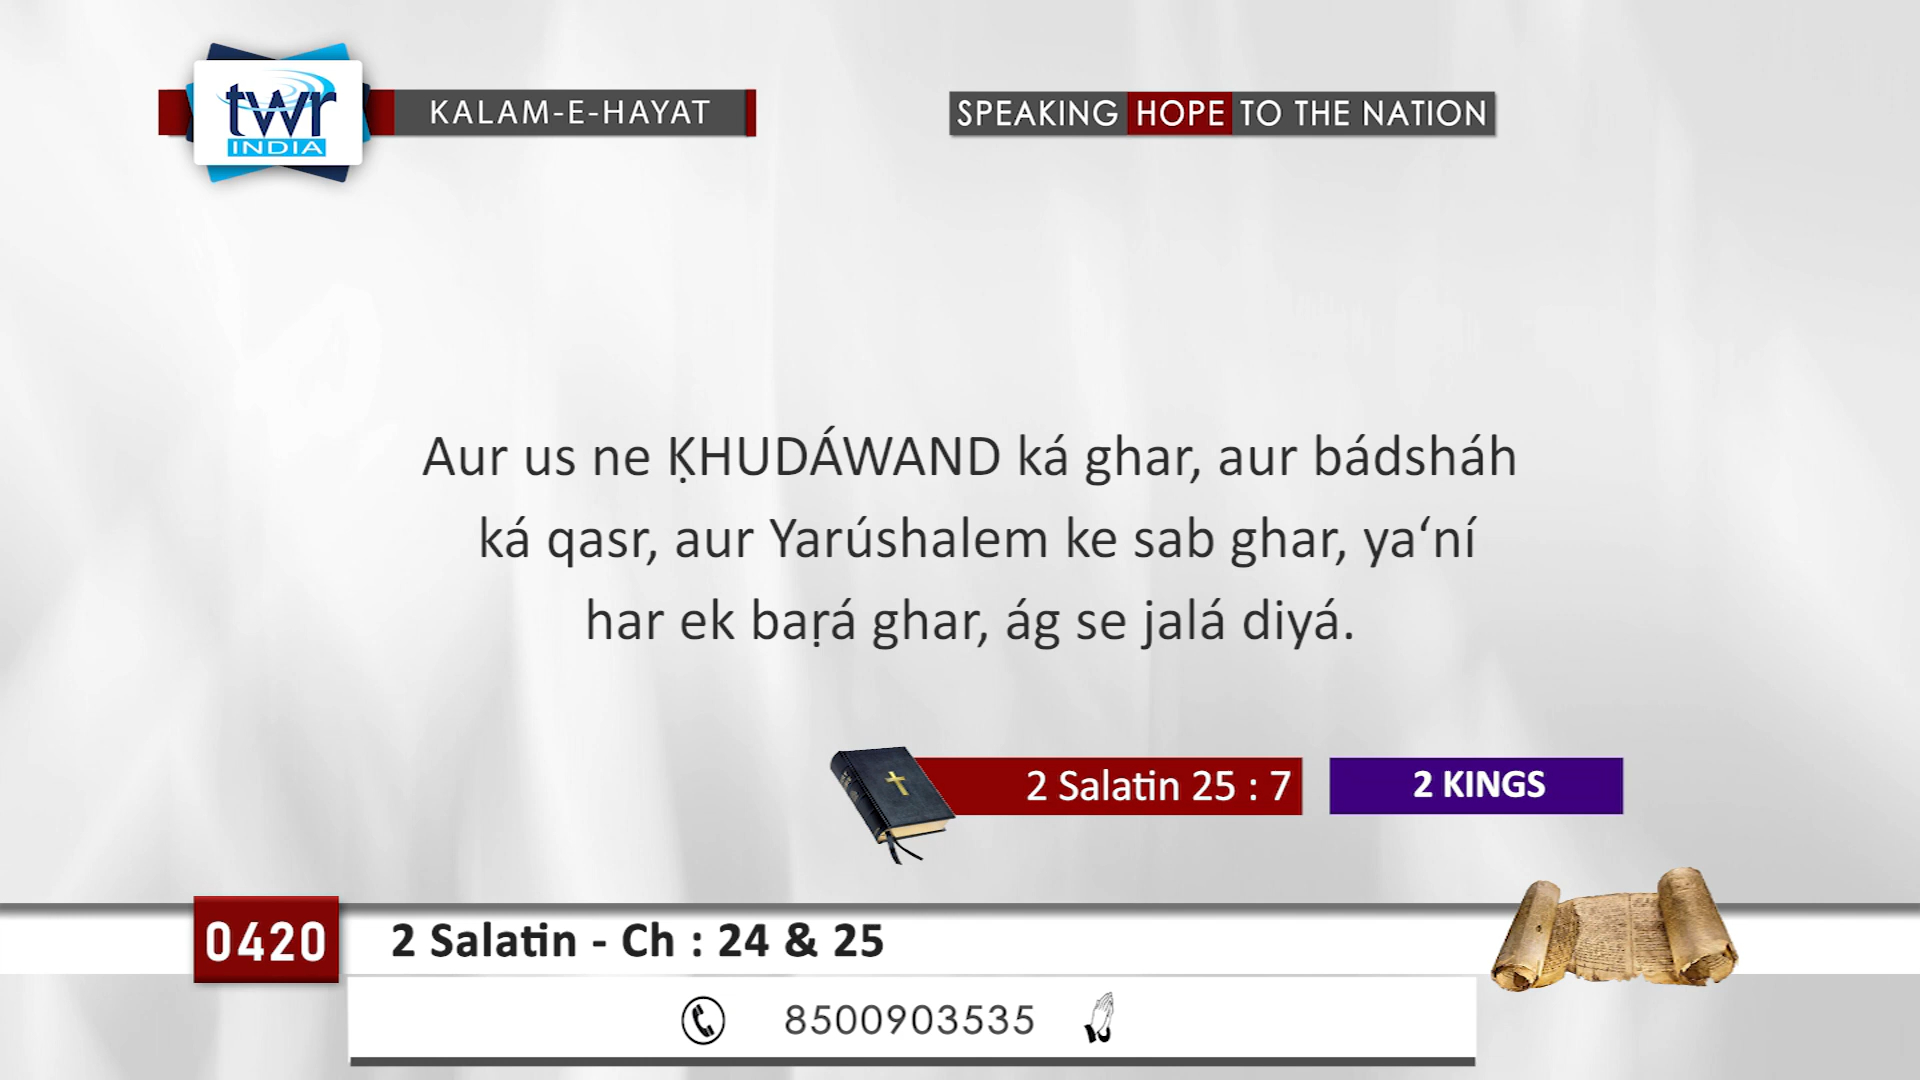 twr
INDIA
KALAM-E-HAYAT
SPEAKING HOPE TO THE NATION
Aur us ne ḲHUDÁWAND ká ghar, aur bádsháh
ká qasr, aur Yarúshalem ke sab ghar, ya‘ní
har ek baṛá ghar, ág se jalá diyá.
2 Salatin 25 : 7
2 KINGS
0420
2 Salatin - Ch : 24 & 25
8500903535